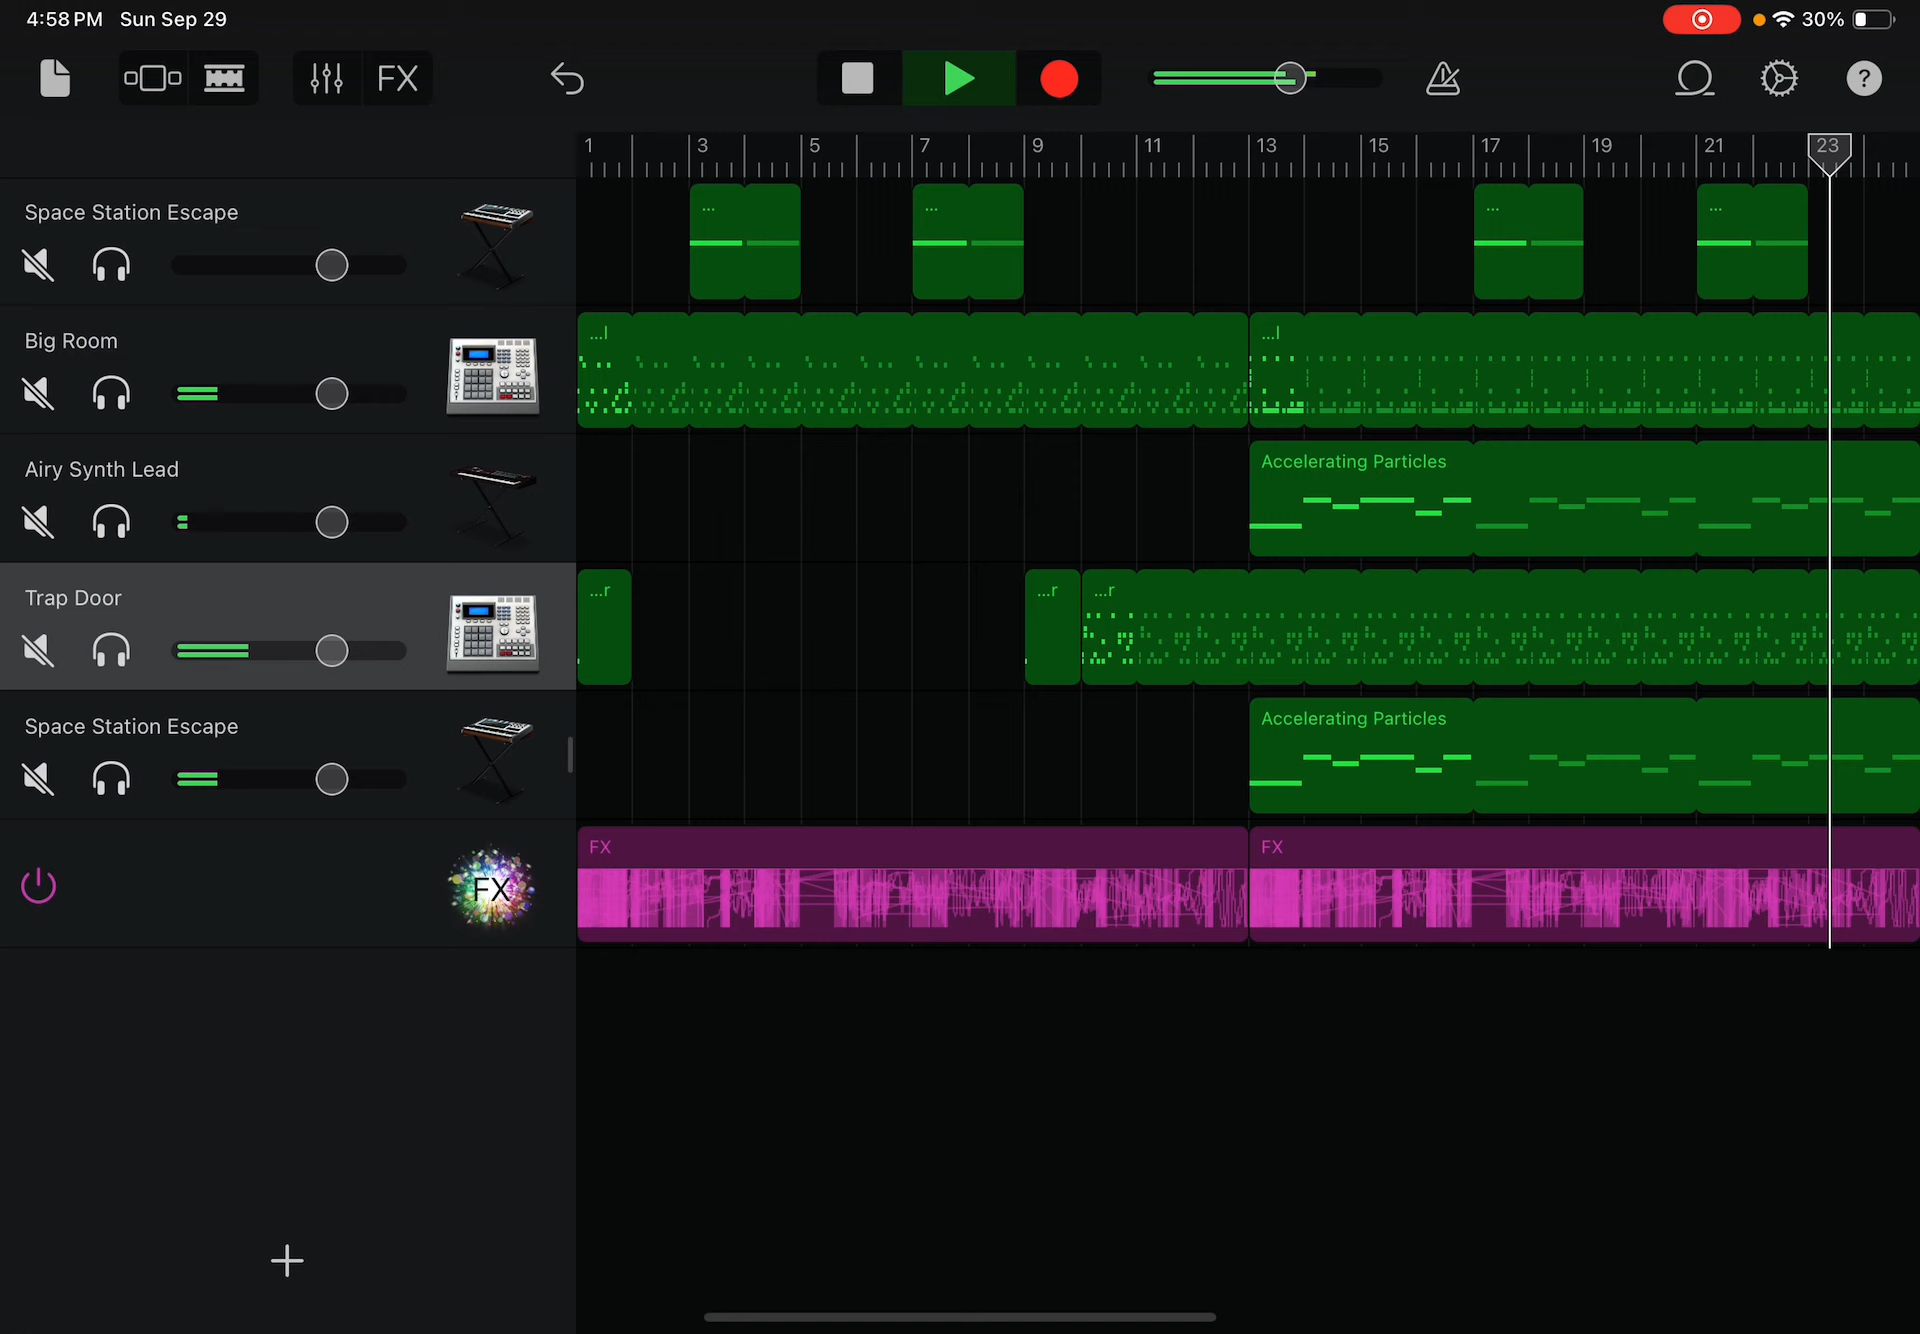 4:58 PM Sun Sep 29
30%
FX
?
1 3 5 7 9 11 13 15 17 19 21 23
Space Station Escape
... ... ... ...
Big Room
...l ...l
Airy Synth Lead
Accelerating Particles
Trap Door
...r ...r ...r
Space Station Escape
Accelerating Particles
FX
FX FX